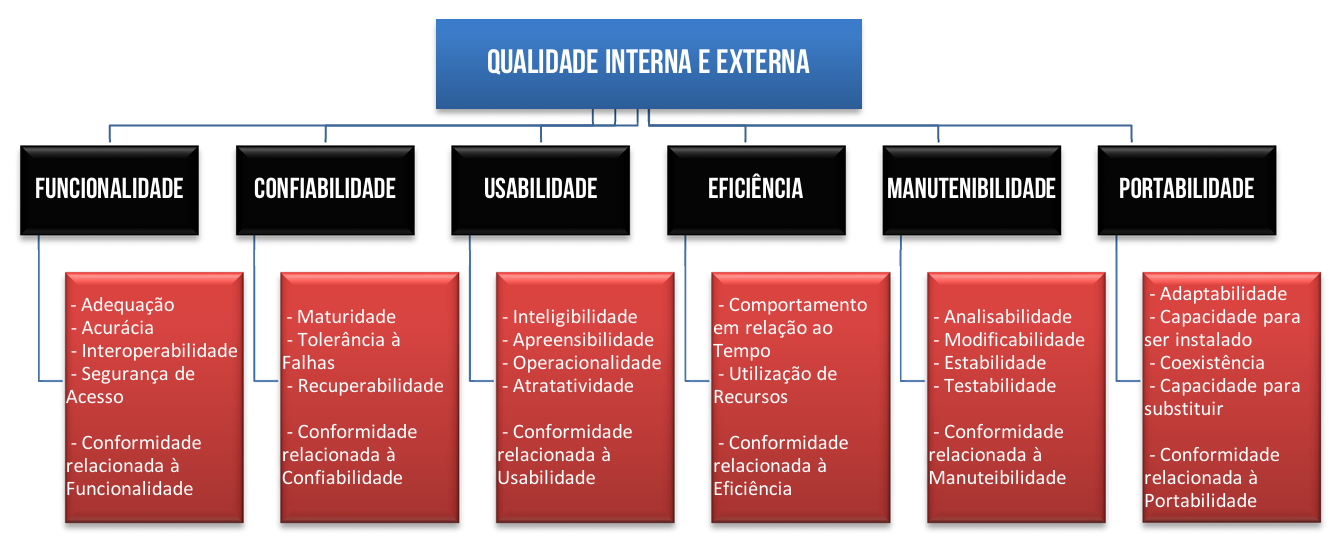 QUALIDADE INTERNA E EXTERNA
FUNCIONALIDADE
- Adequação
- Acurácia
- Interoperabilidade
- Segurança de
Acesso
- Conformidade
relacionada à
Funcionalidade
CONFIABILIDADE
- Maturidade
- Tolerância à
Falhas
- Recuperabilidade
- Conformidade
relacionada à
Confiabilidade
USABILIDADE
- Inteligibilidade
- Apreensibilidade
- Operacionalidade
- Atratatividade
- Conformidade
relacionada à
Usabilidade
EFICIÊNCIA
- Comportamento
em relação ao
Tempo
- Utilização de
Recursos
- Conformidade
relacionada à
Eficiência
MANUTENIBILIDADE
- Analisabilidade
- Modificabilidade
- Estabilidade
- Testabilidade
- Conformidade
relacionada à
Manuteibilidade
PORTABILIDADE
- Adaptabilidade
- Capacidade para
ser instalado
- Coexistência
- Capacidade para
substituir
- Conformidade
relacionada à
Portabilidade